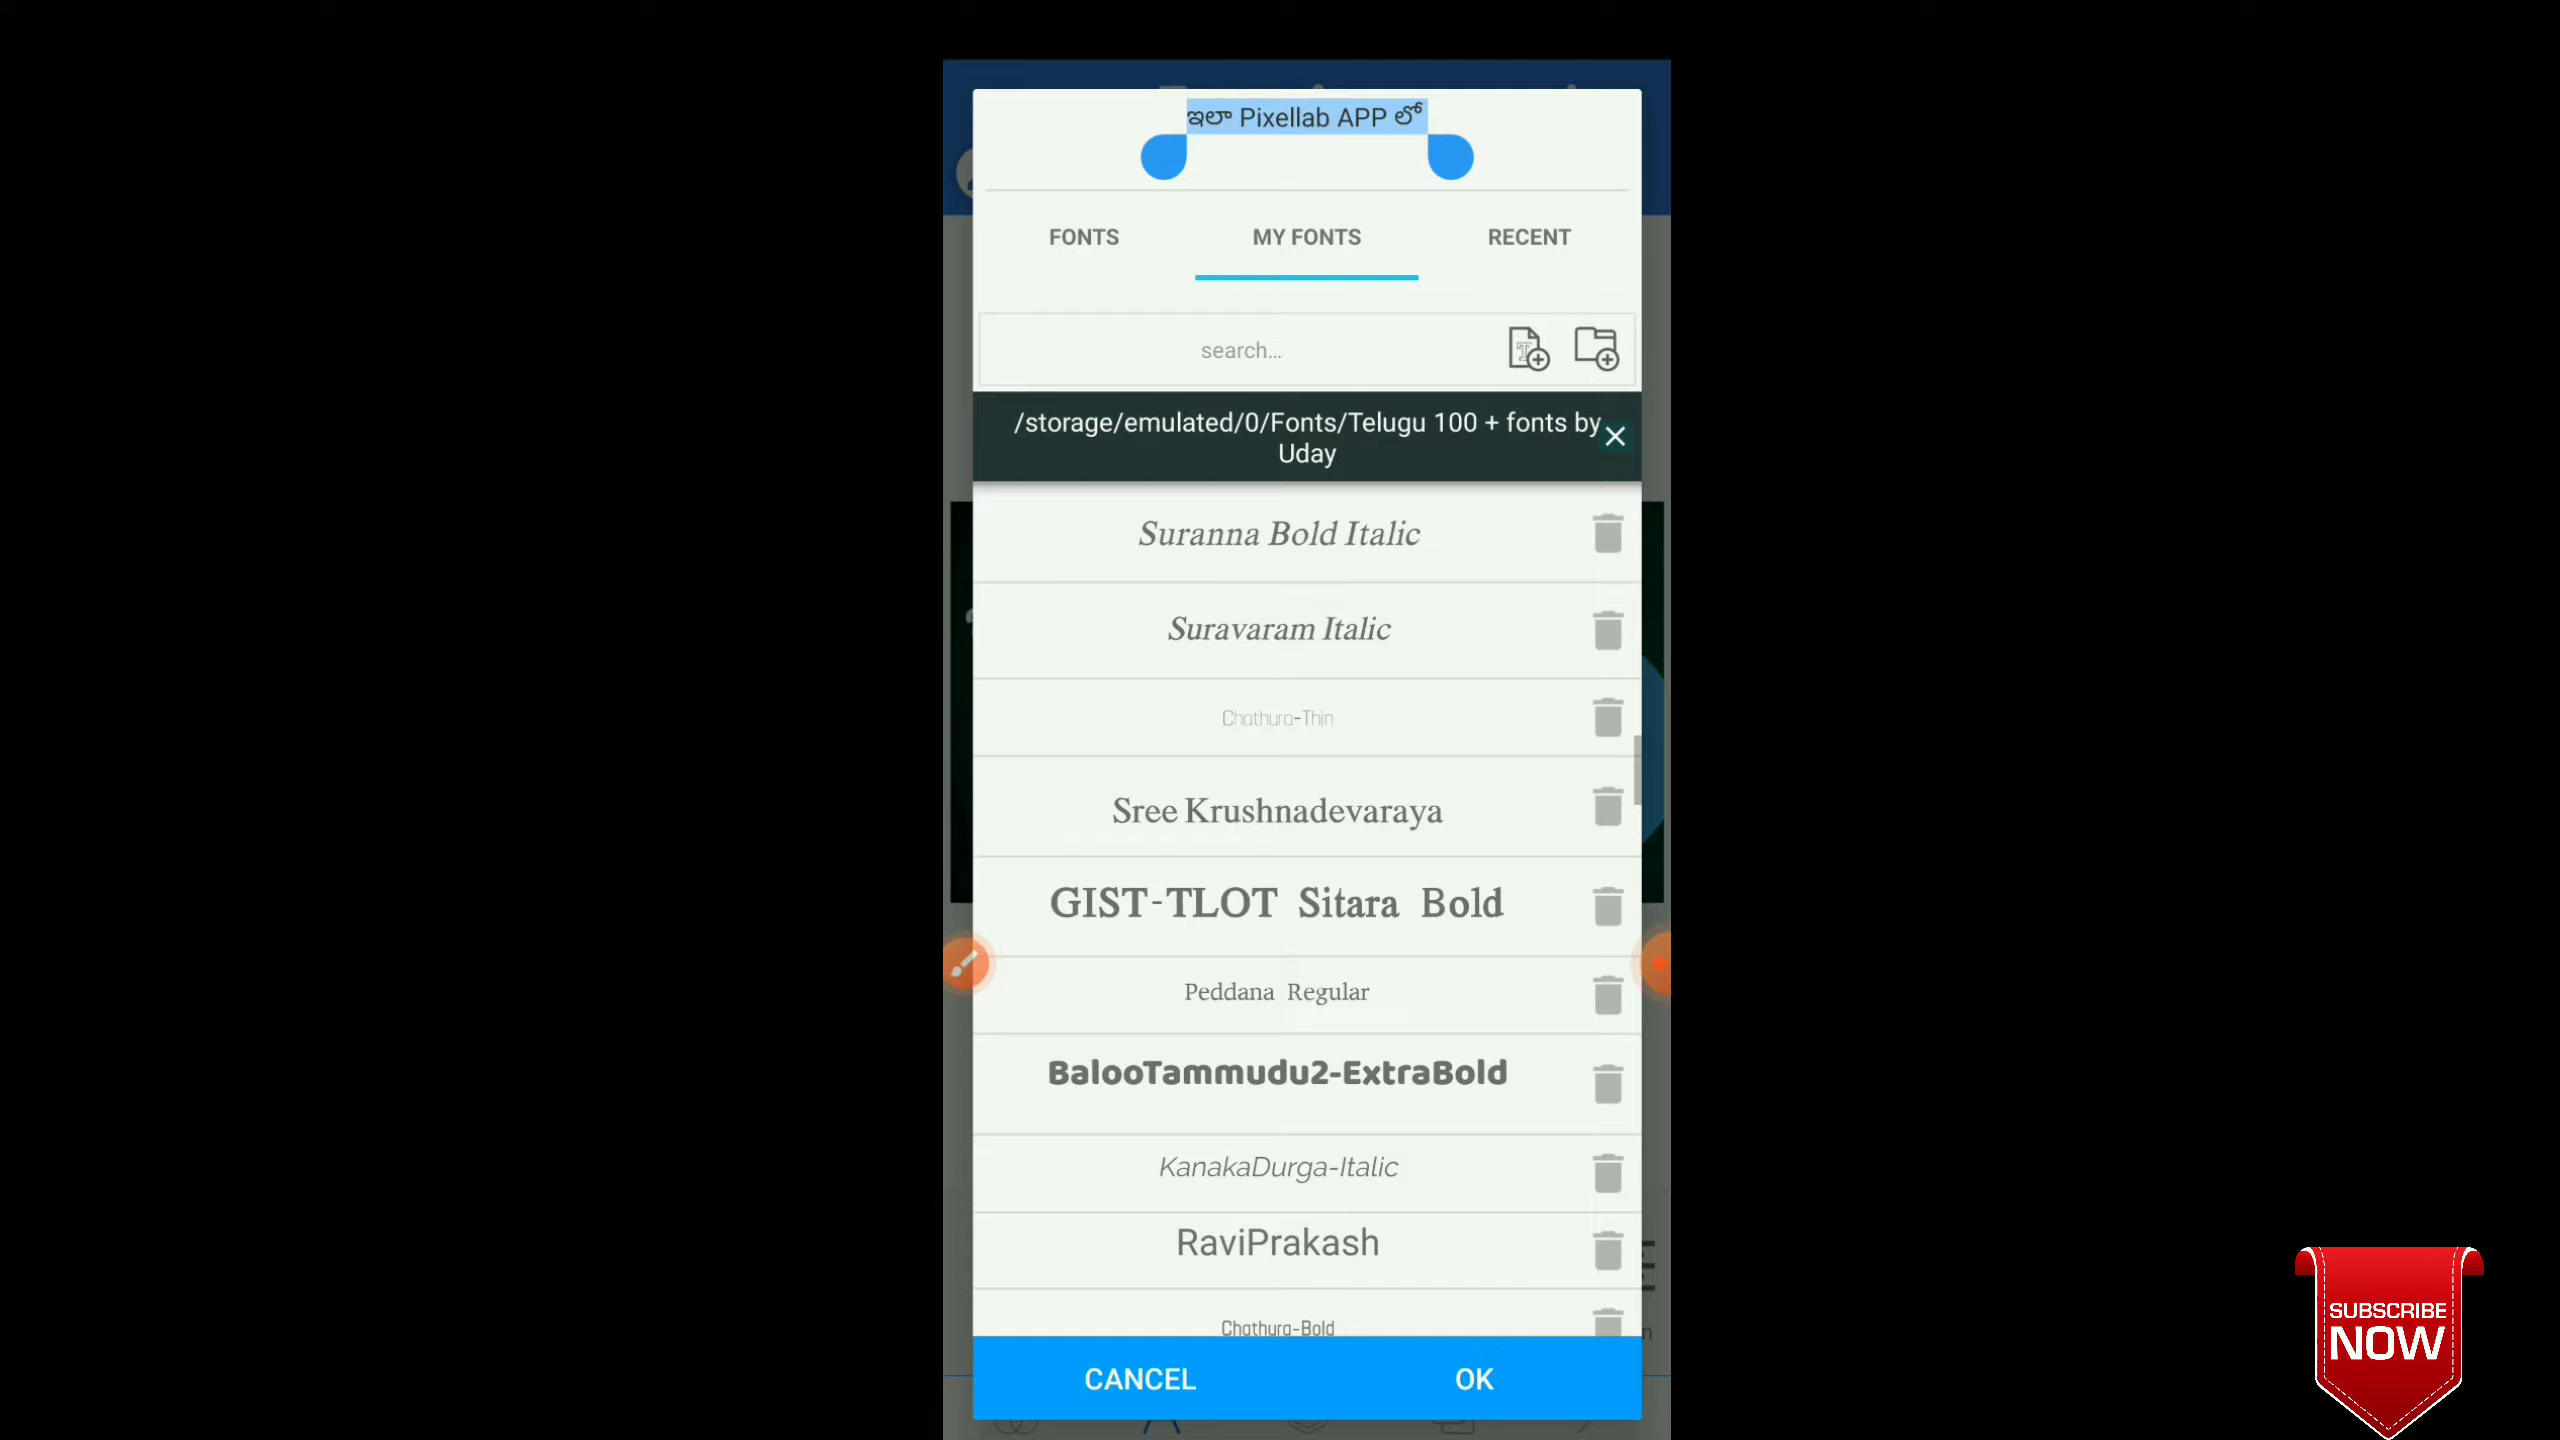 ఇలా Pixellab APP లో
FONTS
MY FONTS
RECENT
search...
/storage/emulated/0/Fonts/Telugu 100 + fonts by
Uday
Suranna Bold Italic
Suravaram Italic
Chathura-Thin
Sree Krushnadevaraya
GIST-TLOT Sitara Bold
Peddana Regular
BalooTammudu2-ExtraBold
KanakaDurga-Italic
RaviPrakash
Chathura-Bold
CANCEL
OK
SUBSCRIBE
NOW